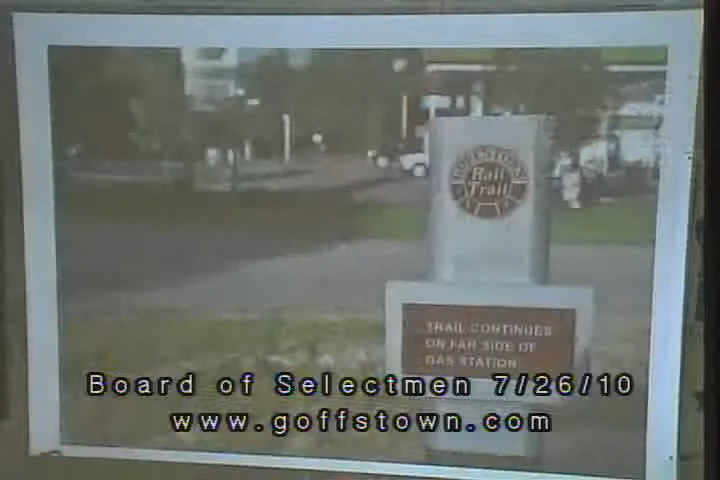 Rail
Trail
TRAIL CONTINUES
ON FAR SIDE OF
GAS STATION
Board of Selectmen 7/26/10
www.goffstown.com